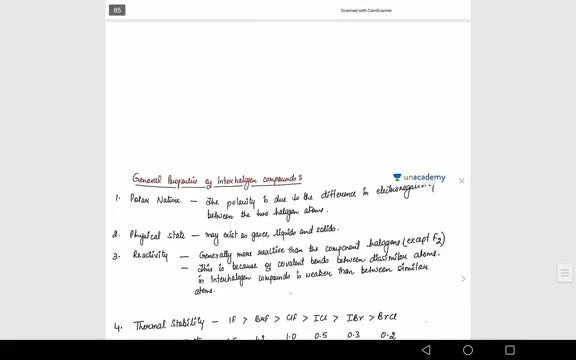 85
Scanned with CamScanner
General Properties of Interhalogen compounds:
unacademy
1. Polar Nature – The polarity is due to the difference in electronegativity
between the two halogen atoms.
2. Physical state – may exist as gases, liquids and solids.
3. Reactivity – Generally more reactive than the component halogens (except F2)
– This is because of covalent bonds between dissimilar atoms.
in Interhalogen compounds is weaker than between similar
atoms.
4. Thermal Stability – IF > BrF > ClF > ICl > IBr > BrCl
1.0 0.5 0.3 0.2